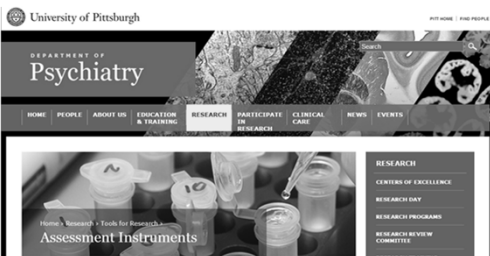 University of Pittsburgh
PITT HOME | FIND PEOPLE
DEPARTMENT OF
Psychiatry
Search
HOME
PEOPLE
ABOUT US
EDUCATION
& TRAINING
RESEARCH
PARTICIPATE
IN
RESEARCH
CLINICAL
CARE
NEWS
EVENTS
10
Home › Research › Tools for Research ›
Assessment Instruments
RESEARCH
CENTERS OF EXCELLENCE
RESEARCH DAY
RESEARCH PROGRAMS
RESEARCH REVIEW
COMMITTEE